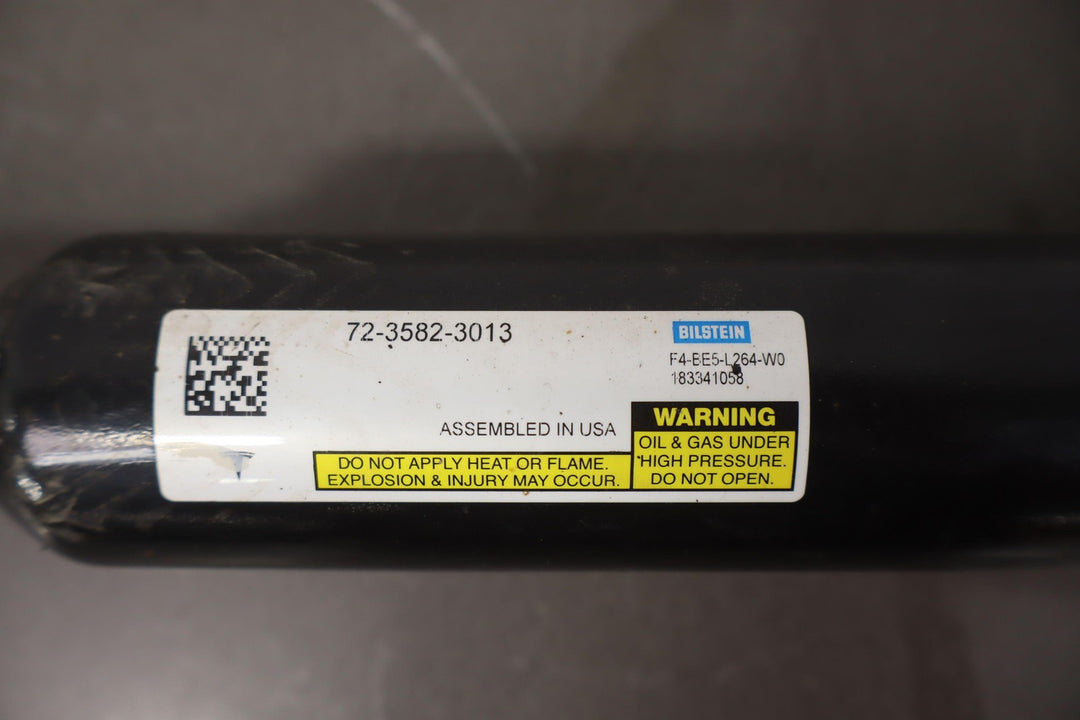 72-3582-3013
BILSTEIN
F4-BE5-L264-W0
183341058
ASSEMBLED IN USA
WARNING
OIL & GAS UNDER
HIGH PRESSURE.
DO NOT OPEN.
DO NOT APPLY HEAT OR FLAME.
EXPLOSION & INJURY MAY OCCUR.